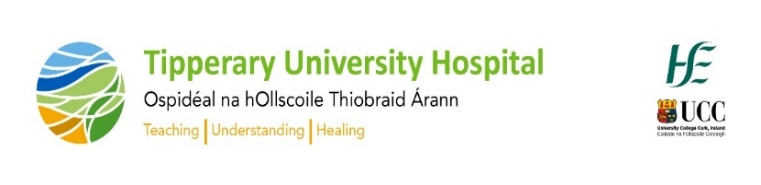 Tipperary University Hospital
Ospidéal na hOllscoile Thiobraid Árann
Teaching | Understanding | Healing
UCC
University College Cork, Ireland
Coláiste na hOllscoile Corcaigh